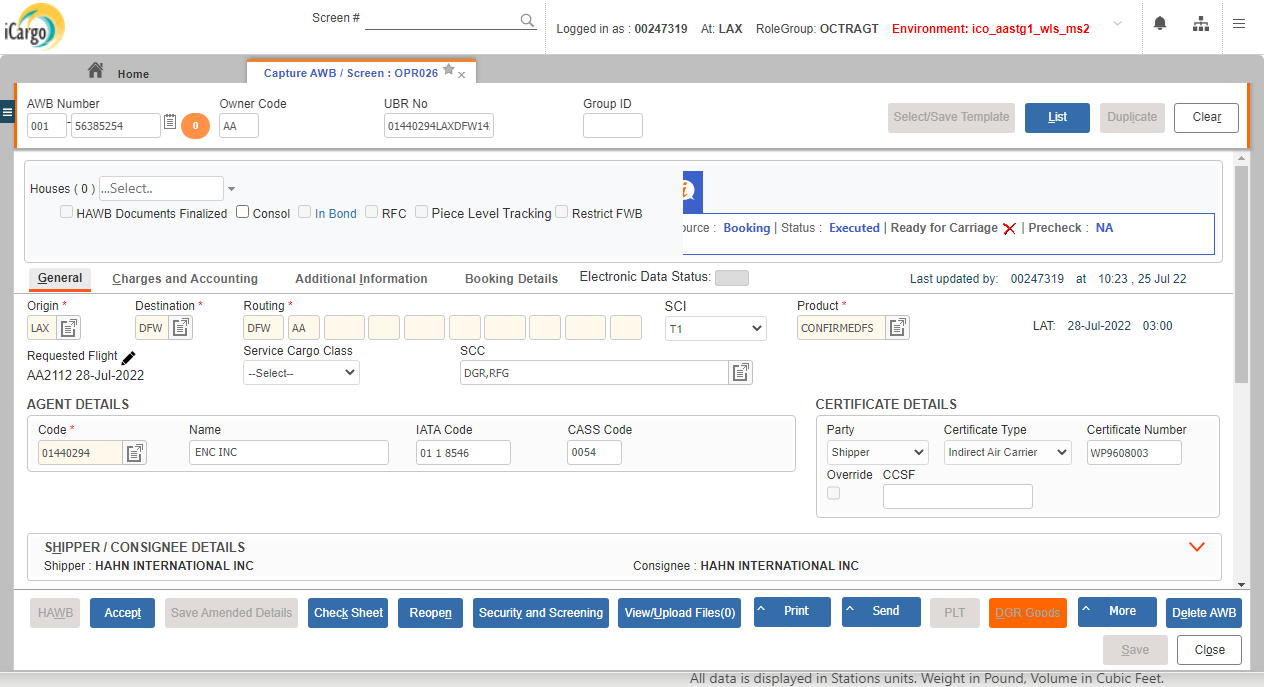 iCargo
Screen #
Logged in as : 00247319 At: LAX RoleGroup: OCTRAGT Environment: ico_aastg1_wls_ms2
Home
Capture AWB / Screen : OPR026
AWB Number Owner Code UBR No Group ID
001 - 56385254 0 AA 01440294LAXDFW14
Select/Save Template List Duplicate Clear
Houses ( 0 ) ...Select..
HAWB Documents Finalized Consol In Bond RFC Piece Level Tracking Restrict FWB
ource : Booking | Status : Executed | Ready for Carriage | Precheck : NA
General Charges and Accounting Additional Information Booking Details Electronic Data Status:
Last updated by: 00247319 at 10:23 , 25 Jul 22
Origin * Destination * Routing * SCI Product *
LAX DFW DFW AA T1 CONFIRMEDFS LAT: 28-Jul-2022 03:00
Requested Flight Service Cargo Class SCC
AA2112 28-Jul-2022 --Select-- DGR,RFG
AGENT DETAILS
Code * Name IATA Code CASS Code
01440294 ENC INC 01 1 8546 0054
CERTIFICATE DETAILS
Party Certificate Type Certificate Number
Shipper Indirect Air Carrier WP9608003
Override CCSF
SHIPPER / CONSIGNEE DETAILS
Shipper : HAHN INTERNATIONAL INC Consignee : HAHN INTERNATIONAL INC
HAWB Accept Save Amended Details Check Sheet Reopen Security and Screening View/Upload Files(0) Print Send PLT DGR Goods More Delete AWB
Save Close
All data is displayed in Stations units. Weight in Pound, Volume in Cubic Feet.